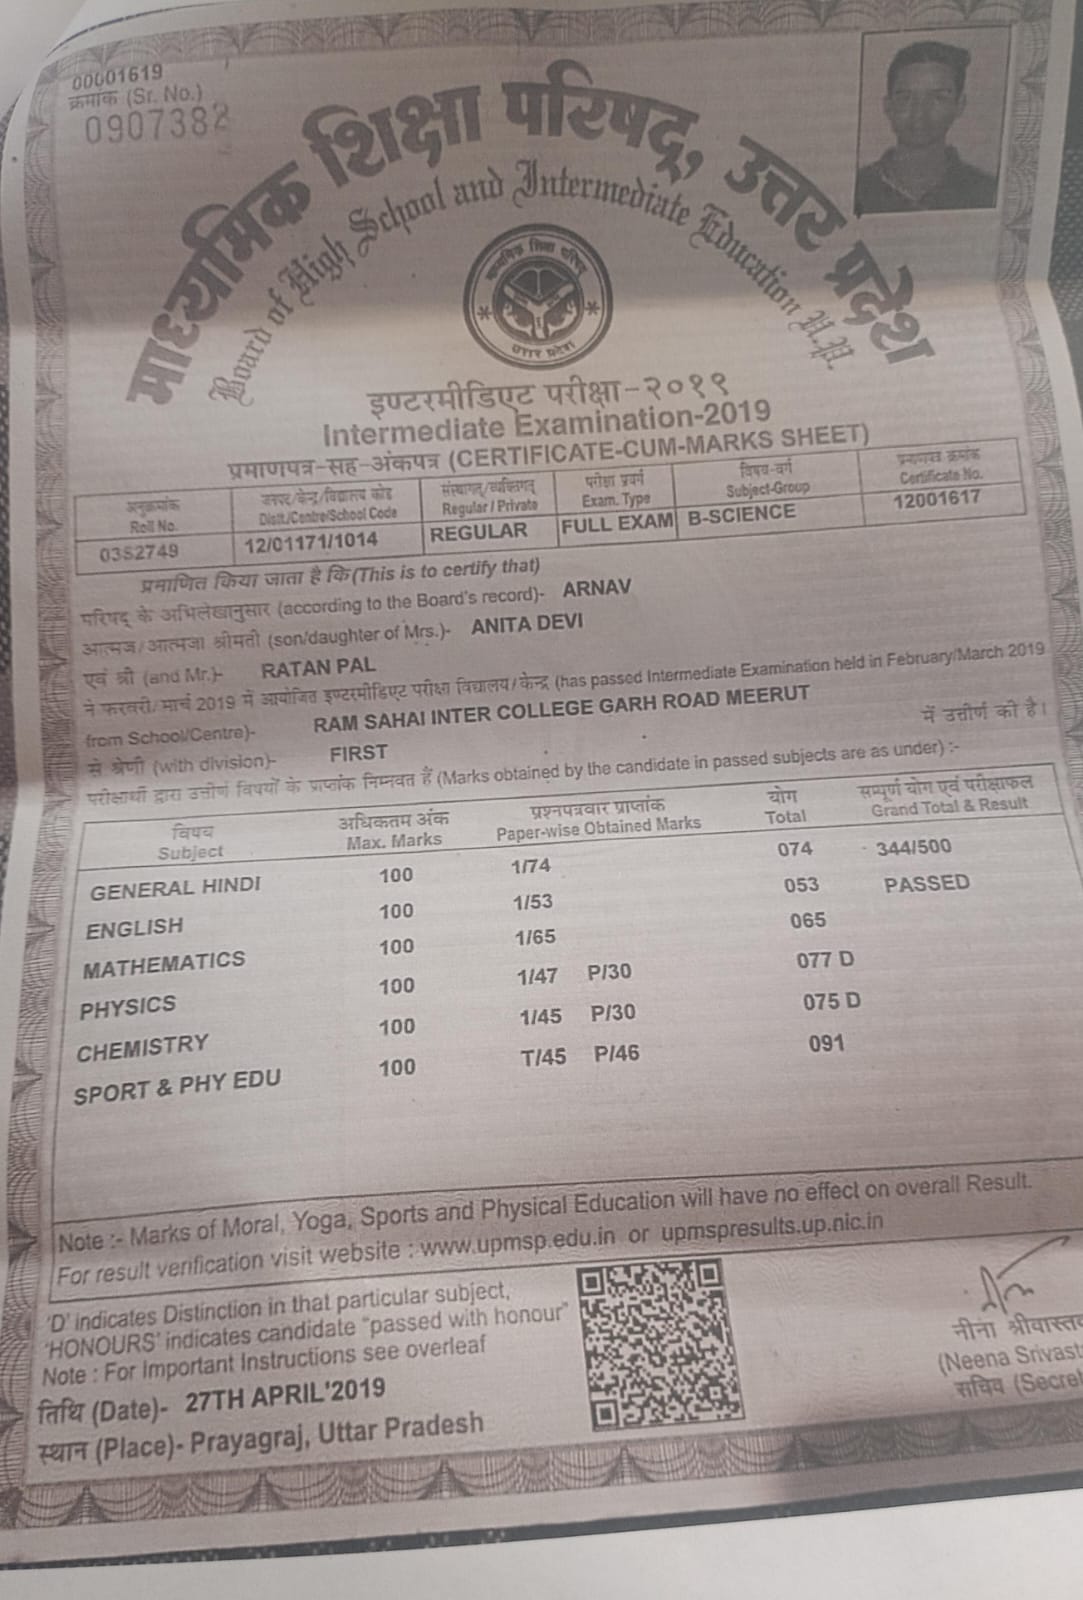 00001619
क्रमांक (Sr. No.)
0907382
माध्यमिक शिक्षा परिषद्, उत्तर प्रदेश
Board of High School and Intermediate Education U.P.
माध्यमिक शिक्षा परिषद्
उत्तर प्रदेश
इण्टरमीडिएट परीक्षा-२०१९
Intermediate Examination-2019
प्रमाणपत्र-सह-अंकपत्र (CERTIFICATE-CUM-MARKS SHEET)
अनुक्रमांक जनपद/केन्द्र/विद्यालय कोड संस्थागत/व्यक्तिगत परीक्षा प्रवर्ग विषय-वर्ग प्रमाणपत्र क्रमांक
Roll No. Distt./Centre/School Code Regular / Private Exam. Type Subject-Group Certificate No.
0352749 12/01171/1014 REGULAR FULL EXAM B-SCIENCE 12001617
प्रमाणित किया जाता है कि (This is to certify that)
परिषद् के अभिलेखानुसार (according to the Board's record)- ARNAV
आत्मज/आत्मजा श्रीमती (son/daughter of Mrs.)- ANITA DEVI
एवं श्री (and Mr.)- RATAN PAL
ने फरवरी/मार्च 2019 में आयोजित इण्टरमीडिएट परीक्षा विद्यालय/केन्द्र (has passed Intermediate Examination held in February/March 2019
from School/Centre)- RAM SAHAI INTER COLLEGE GARH ROAD MEERUT
से श्रेणी (with division)- FIRST में उत्तीर्ण की है।
परीक्षार्थी द्वारा उत्तीर्ण विषयों के प्राप्तांक निम्नवत हैं (Marks obtained by the candidate in passed subjects are as under) :-
विषय अधिकतम अंक प्रश्नपत्रवार प्राप्तांक योग सम्पूर्ण योग एवं परीक्षाफल
Subject Max. Marks Paper-wise Obtained Marks Total Grand Total & Result
GENERAL HINDI 100 1/74 074 344/500
ENGLISH 100 1/53 053 PASSED
MATHEMATICS 100 1/65 065
PHYSICS 100 1/47 P/30 077 D
CHEMISTRY 100 1/45 P/30 075 D
SPORT & PHY EDU 100 T/45 P/46 091
Note :- Marks of Moral, Yoga, Sports and Physical Education will have no effect on overall Result.
For result verification visit website : www.upmsp.edu.in or upmspresults.up.nic.in
'D' indicates Distinction in that particular subject,
'HONOURS' indicates candidate "passed with honour"
Note : For Important Instructions see overleaf
तिथि (Date)- 27TH APRIL'2019
स्थान (Place)- Prayagraj, Uttar Pradesh
नीना श्रीवास्तव
(Neena Srivast
सचिव (Secre